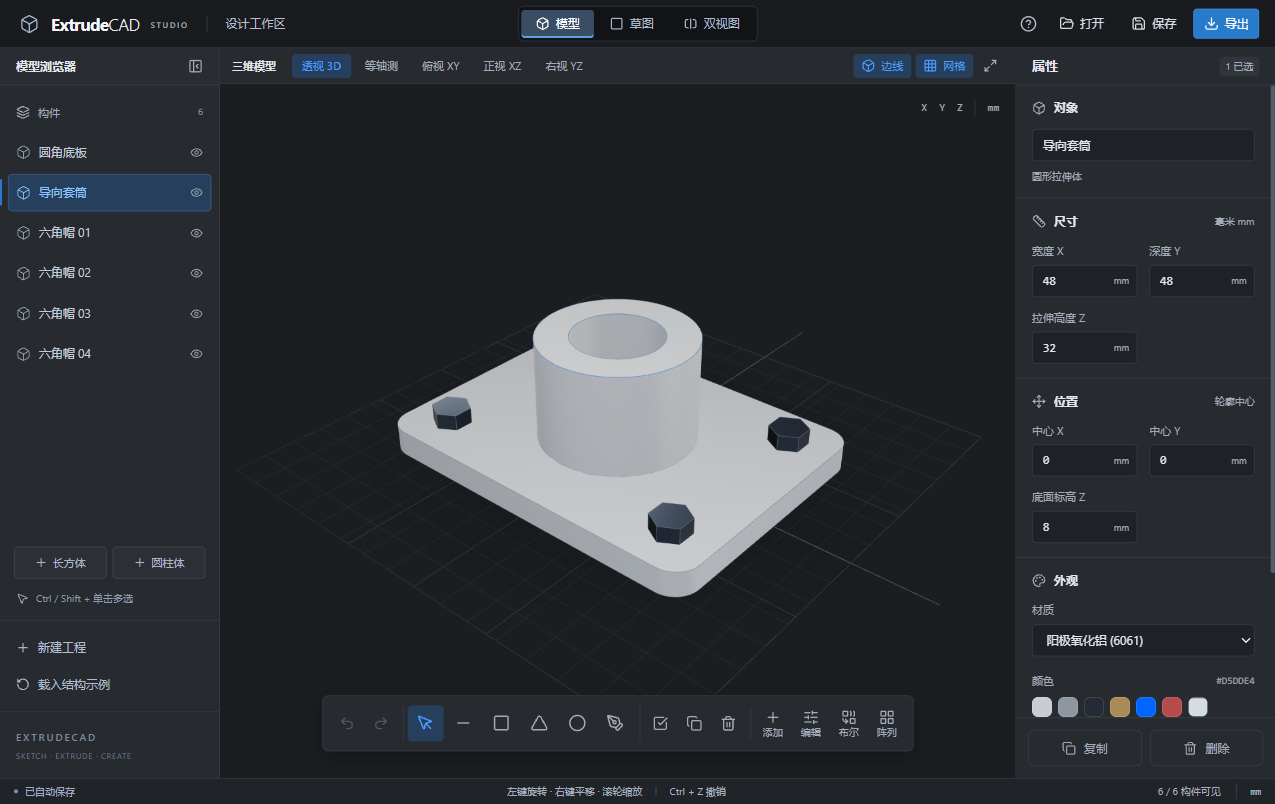 ExtrudeCAD STUDIO 设计工作区 模型 草图 双视图 打开 保存 导出
模型浏览器
构件 6
圆角底板
导向套筒
六角帽 01
六角帽 02
六角帽 03
六角帽 04
长方体 圆柱体
Ctrl / Shift + 单击多选
新建工程
载入结构示例
EXTRUDECAD
SKETCH · EXTRUDE · CREATE
三维模型 透视 3D 等轴测 俯视 XY 正视 XZ 右视 YZ 边线 网格
X Y Z mm
添加 编辑 布尔 阵列
属性 1 已选
对象
导向套筒
圆形拉伸体
尺寸 毫米 mm
宽度 X 深度 Y
48 mm 48 mm
拉伸高度 Z
32 mm
位置 轮廓中心
中心 X 中心 Y
0 mm 0 mm
底面标高 Z
8 mm
外观
材质
阳极氧化铝 (6061)
颜色 #D5DDE4
复制 删除
已自动保存 左键旋转 · 右键平移 · 滚轮缩放 Ctrl + Z 撤销 6 / 6 构件可见 mm